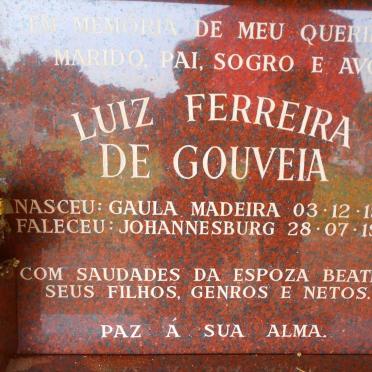 EM MEMÓRIA DE MEU
MARIDO, PAI, SOGRO E
LUIZ FERREIRA
DE GOUVEIA
NASCEU: GAULA MADEIRA 03·12·
FALECEU: JOHANNESBURG 28·07·
COM SAUDADES DA ESPOZA
SEUS FILHOS, GENROS E NETOS.
PAZ Á SUA ALMA.